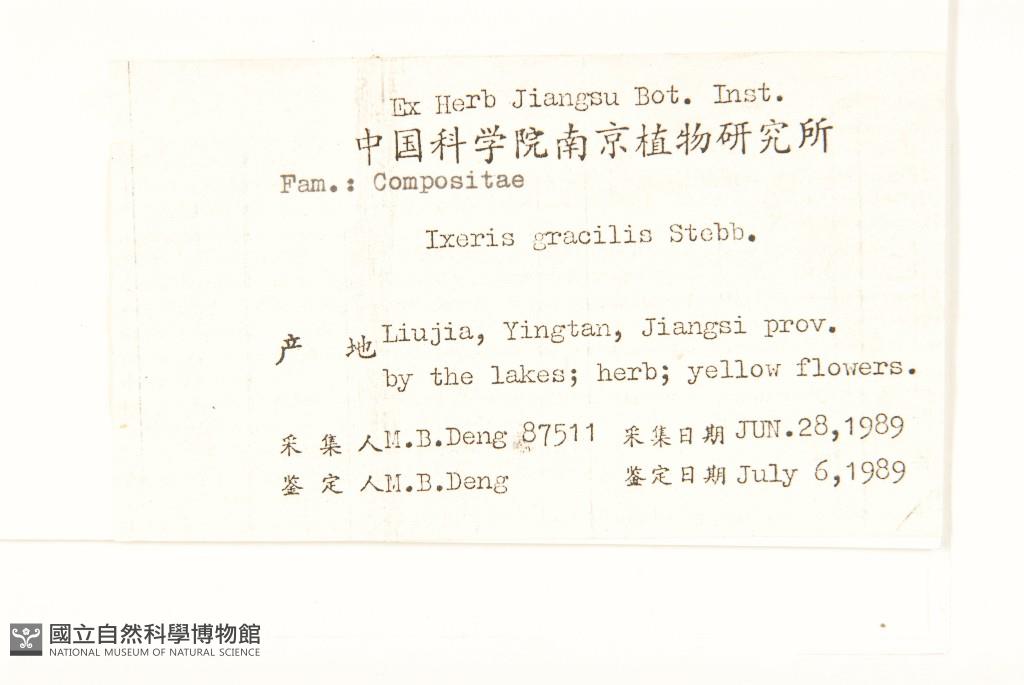 Ex Herb Jiangsu Bot. Inst.
中国科学院南京植物研究所
Fam.: Compositae
Ixeris gracilis Stebb.
产 地 Liujia, Yingtan, Jiangsi prov.
by the lakes; herb; yellow flowers.
采 集 人 M.B.Deng 87511 采集日期 JUN.28,1989
鉴 定 人 M.B.Deng 鉴定日期 July 6,1989
國立自然科學博物館
NATIONAL MUSEUM OF NATURAL SCIENCE